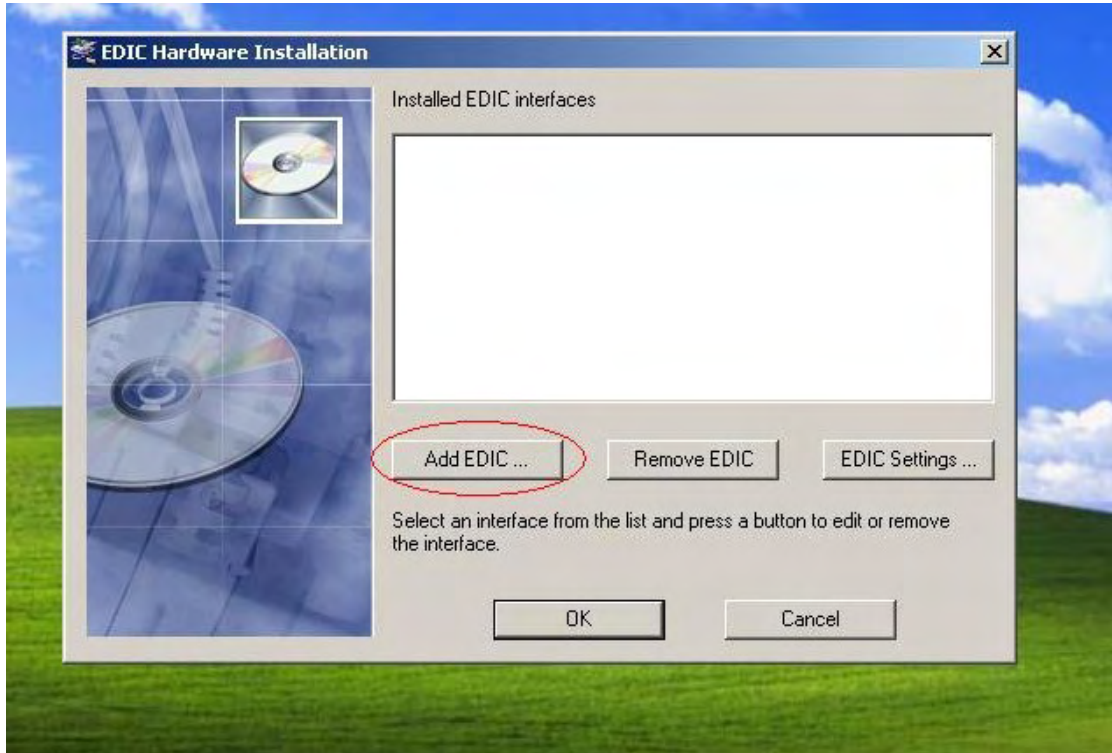 EDIC Hardware Installation
Installed EDIC interfaces
Add EDIC ...
Remove EDIC
EDIC Settings ...
Select an interface from the list and press a button to edit or remove
the interface.
OK
Cancel